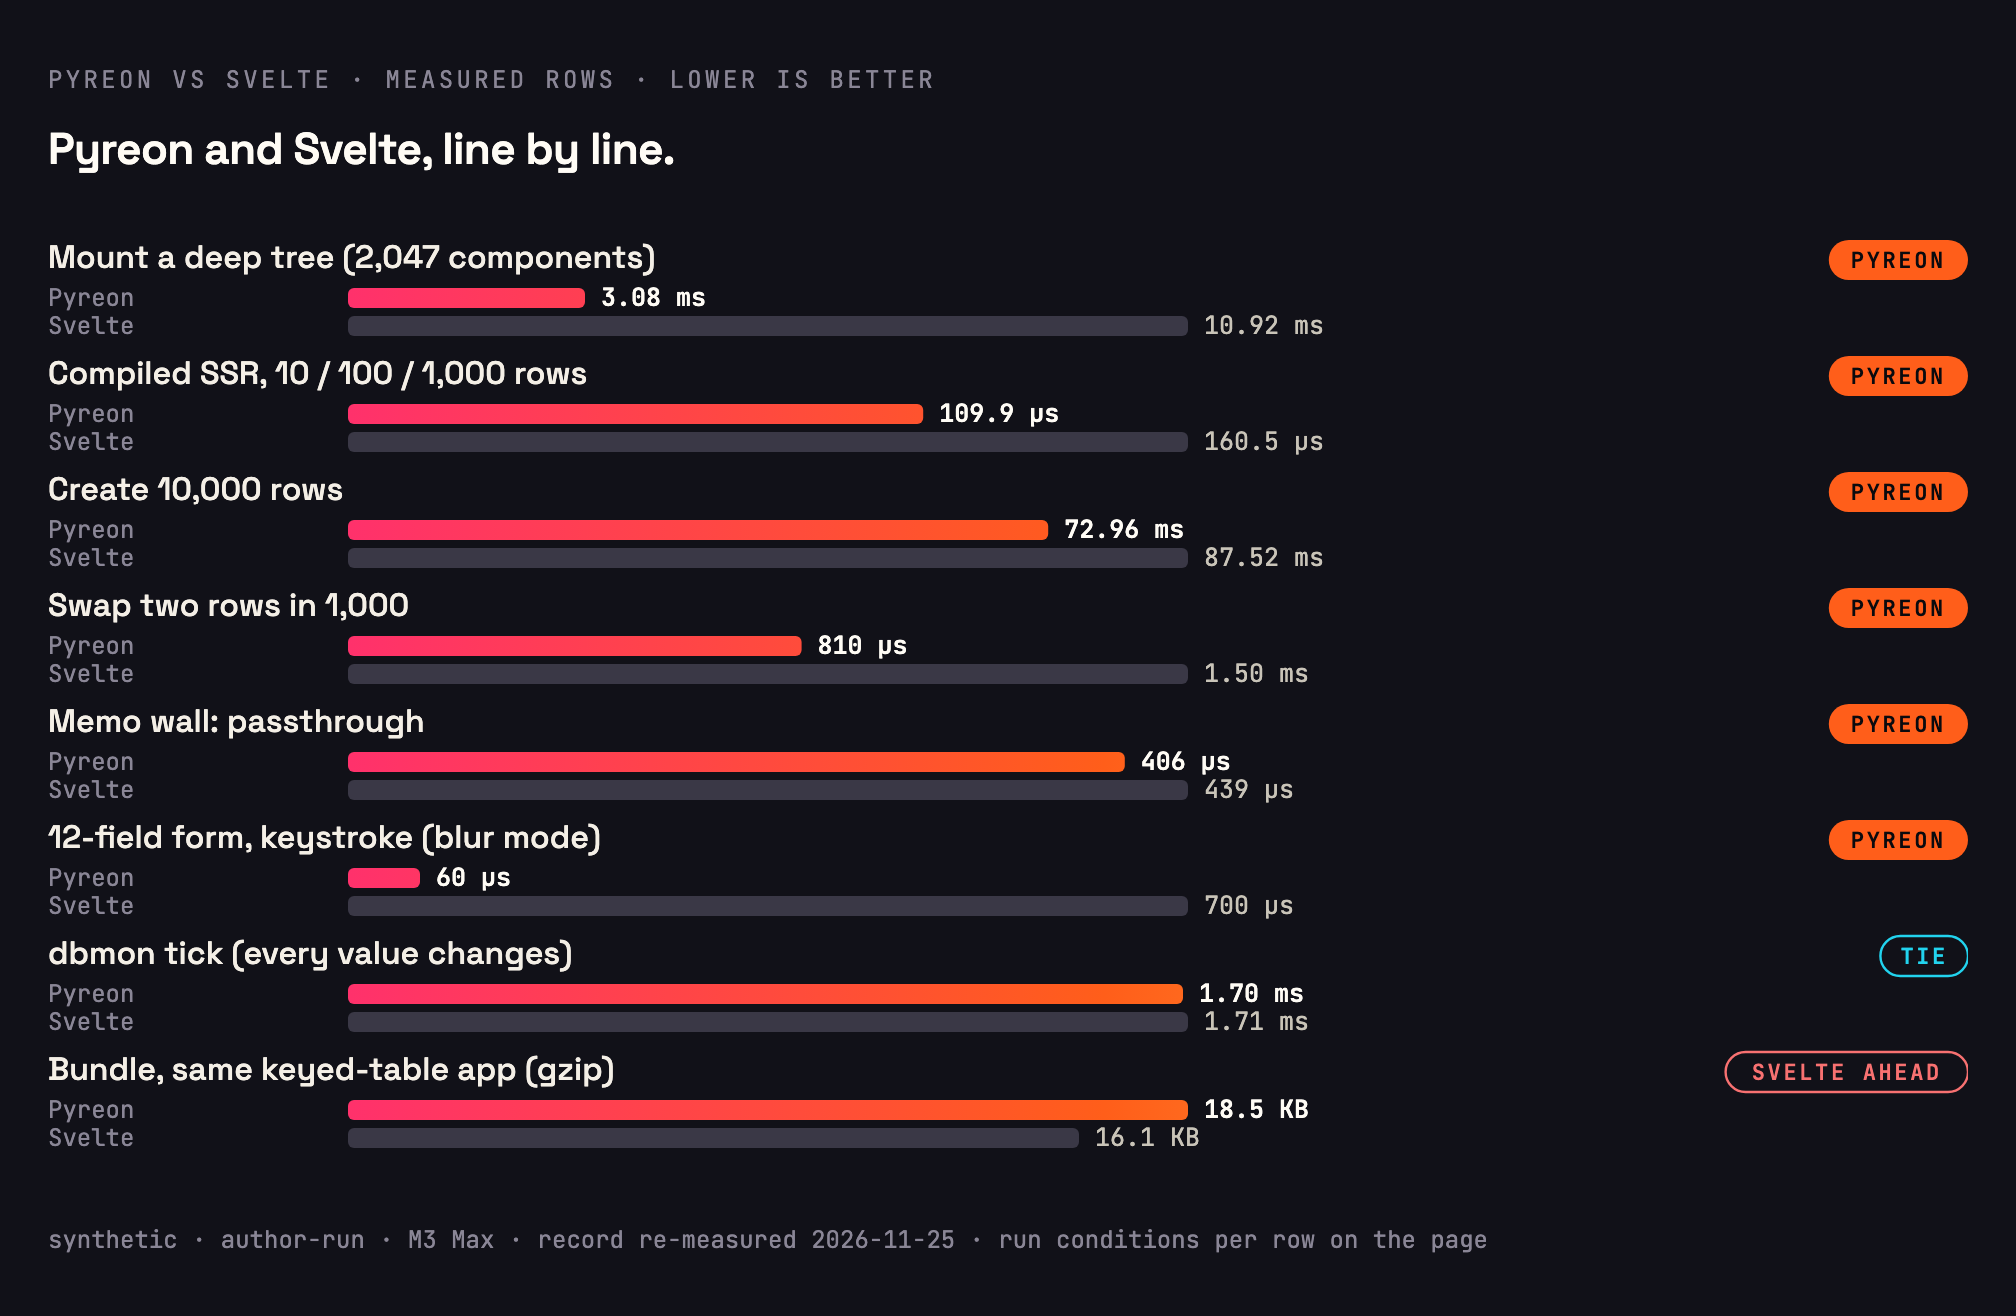 PYREON VS SVELTE · MEASURED ROWS · LOWER IS BETTER
Pyreon and Svelte, line by line.
Mount a deep tree (2,047 components) PYREON
Pyreon 3.08 ms
Svelte 10.92 ms
Compiled SSR, 10 / 100 / 1,000 rows PYREON
Pyreon 109.9 µs
Svelte 160.5 µs
Create 10,000 rows PYREON
Pyreon 72.96 ms
Svelte 87.52 ms
Swap two rows in 1,000 PYREON
Pyreon 810 µs
Svelte 1.50 ms
Memo wall: passthrough PYREON
Pyreon 406 µs
Svelte 439 µs
12-field form, keystroke (blur mode) PYREON
Pyreon 60 µs
Svelte 700 µs
dbmon tick (every value changes) TIE
Pyreon 1.70 ms
Svelte 1.71 ms
Bundle, same keyed-table app (gzip) SVELTE AHEAD
Pyreon 18.5 KB
Svelte 16.1 KB
synthetic · author-run · M3 Max · record re-measured 2026-11-25 · run conditions per row on the page